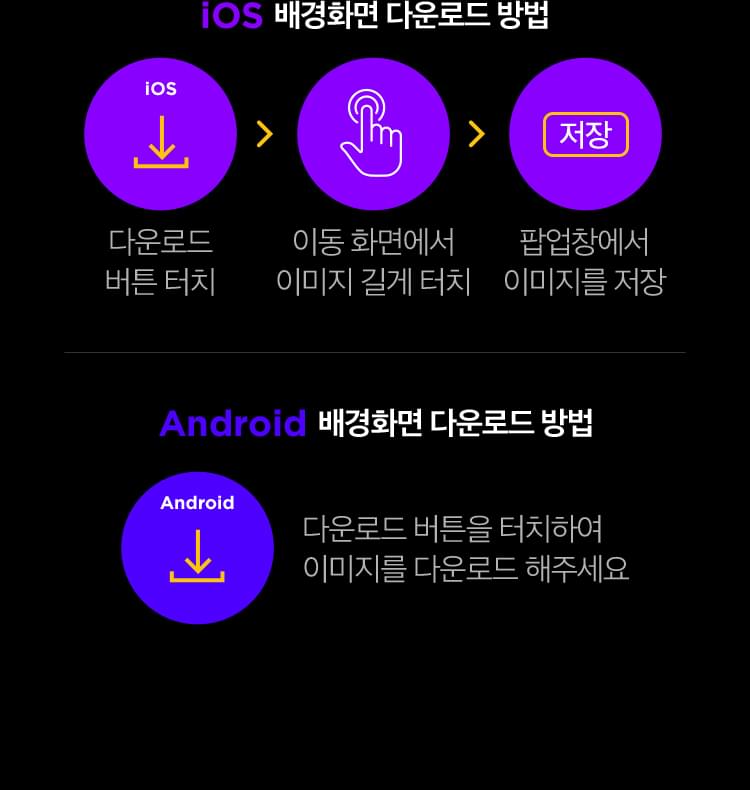 iOS 배경화면 다운로드 방법
iOS
저장
다운로드
버튼 터치
이동 화면에서
이미지 길게 터치
팝업창에서
이미지를 저장
Android 배경화면 다운로드 방법
Android
다운로드 버튼을 터치하여
이미지를 다운로드 해주세요